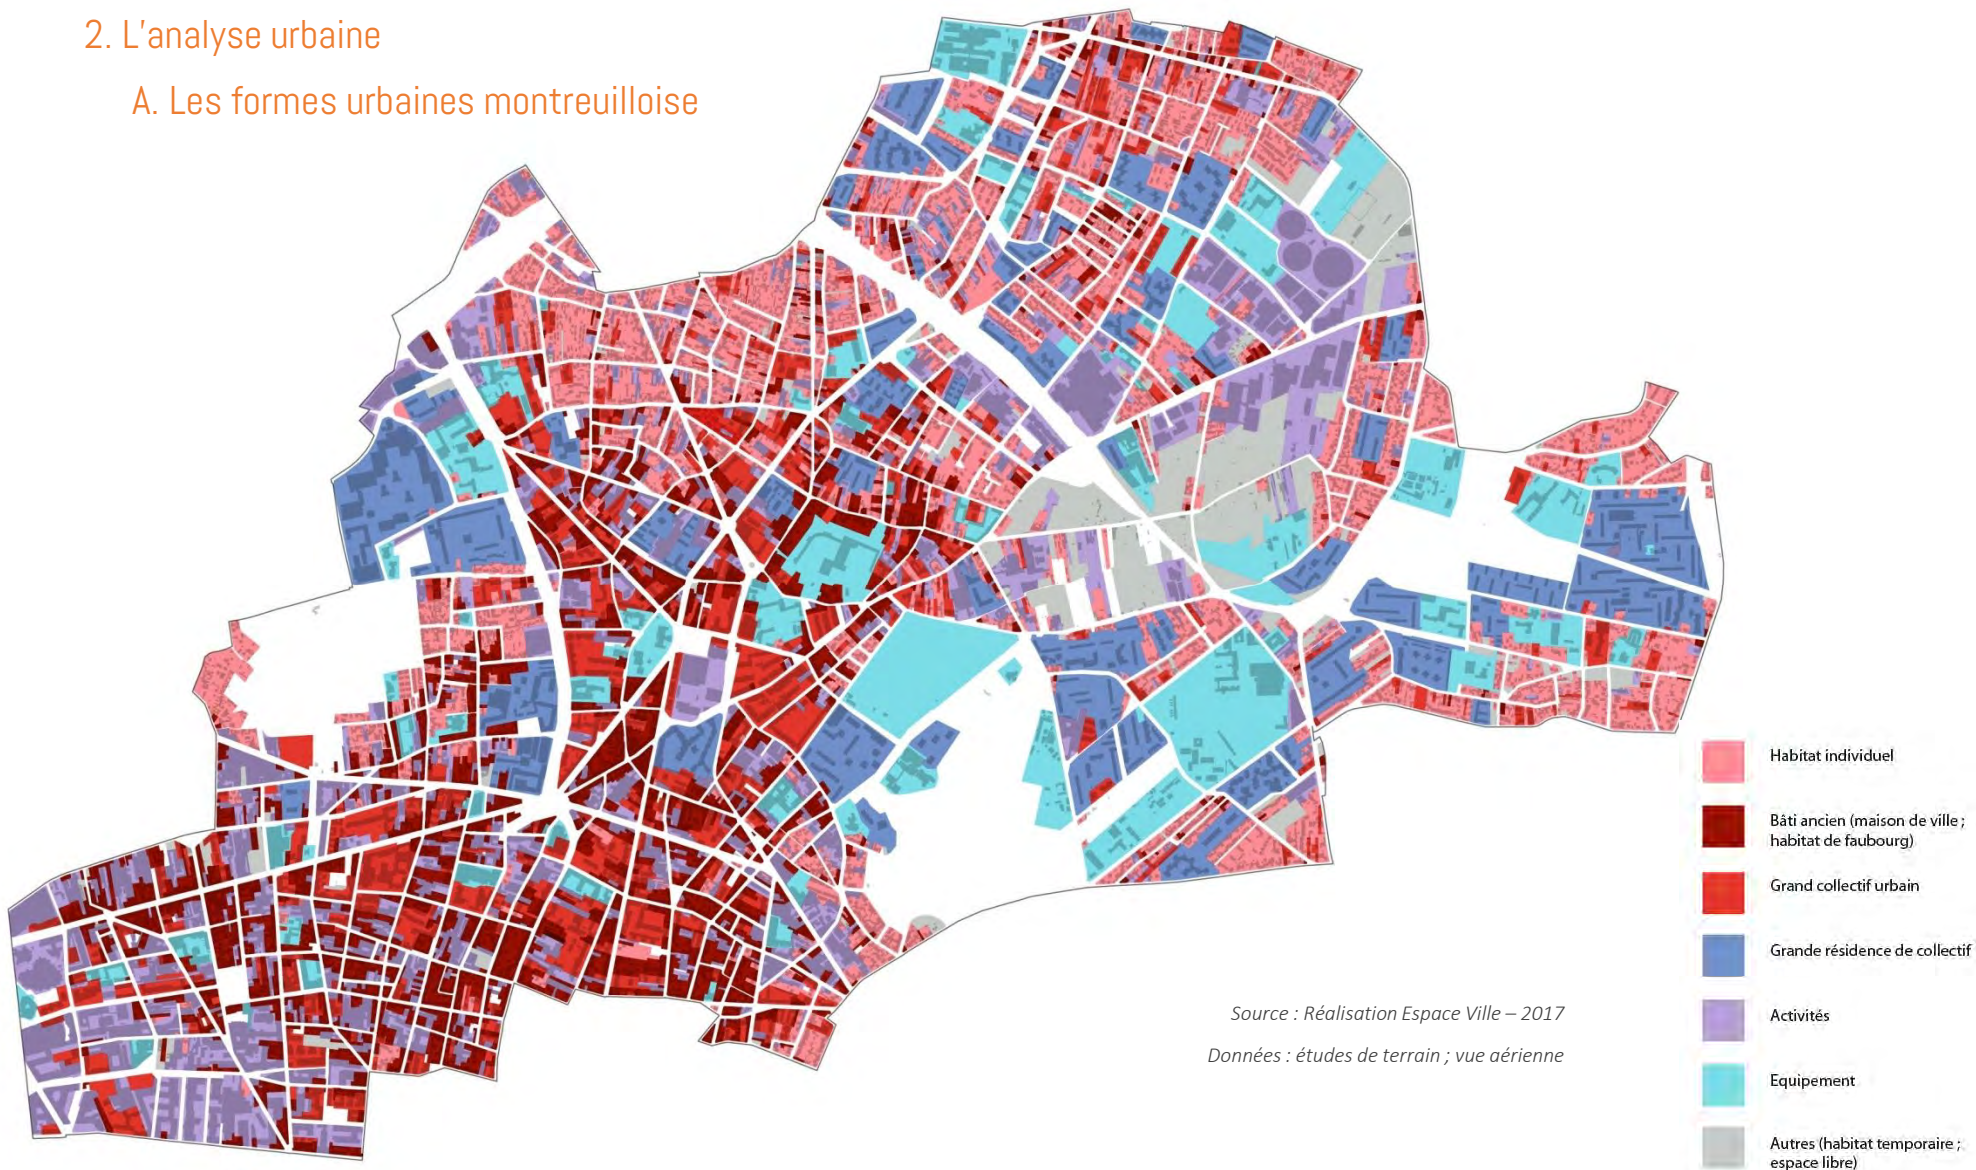 2. L'analyse urbaine
A. Les formes urbaines montreuilloise
Habitat individuel
Bâti ancien (maison de ville ;
habitat de faubourg)
Grand collectif urbain
Grande résidence de collectif
Activités
Equipement
Autres (habitat temporaire ;
espace libre)
Source : Réalisation Espace Ville – 2017
Données : études de terrain ; vue aérienne